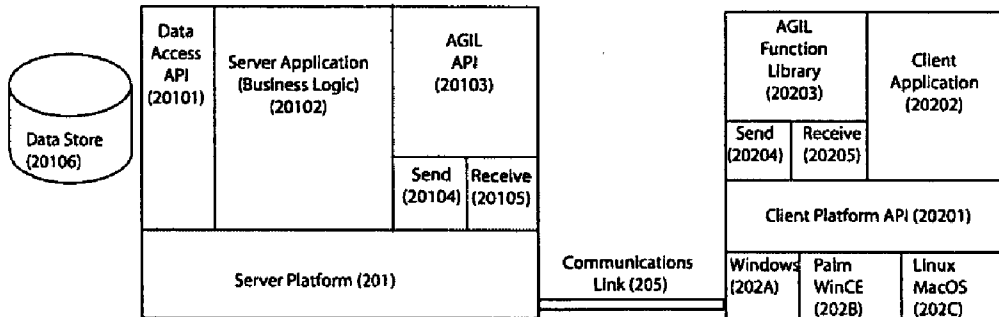 Data Store
(20106)
Data
Access
API
(20101)
Server Application
(Business Logic)
(20102)
AGIL
API
(20103)
Send
(20104)
Receive
(20105)
Server Platform (201)
Communications
Link (205)
AGIL
Function
Library
(20203)
Client
Application
(20202)
Send
(20204)
Receive
(20205)
Client Platform API (20201)
Windows
(202A)
Palm
WinCE
(202B)
Linux
MacOS
(202C)